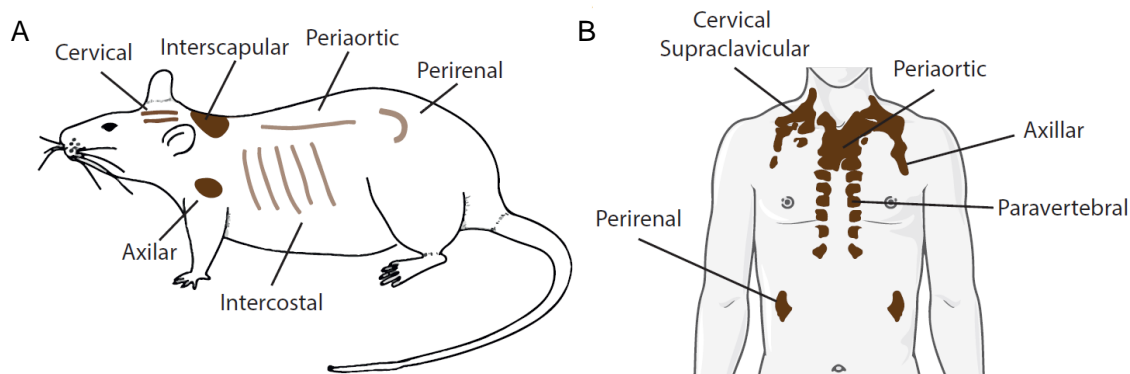 A
Cervical
Interscapular
Periaortic
Perirenal
Axilar
Intercostal
B
Cervical
Supraclavicular
Periaortic
Axillar
Paravertebral
Perirenal